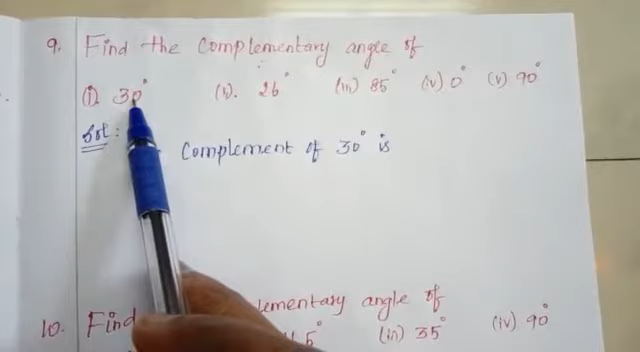 9. Find the complementary angle of
(i) 30° (ii). 26° (iii) 85° (iv) 0° (v) 90°
Sol:
Complement of 30° is
10. Find angle of
(iii) 35° (iv) 90°